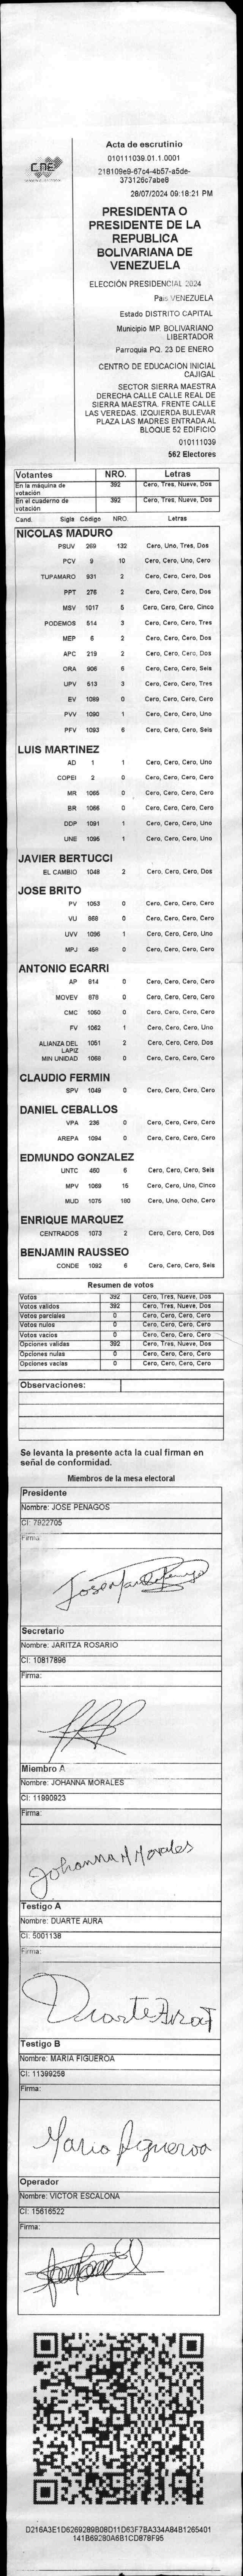 CNE
Acta de escrutinio
010111039.01.1.0001
218109e9-67c4-4b57-a5de-
373126c7abe8
28/07/2024 09:18:21 PM
PRESIDENTA O
PRESIDENTE DE LA
REPUBLICA
BOLIVARIANA DE
VENEZUELA
ELECCIÓN PRESIDENCIAL 2024
País VENEZUELA
Estado DISTRITO CAPITAL
Municipio MP. BOLIVARIANO
LIBERTADOR
Parroquia PQ. 23 DE ENERO
CENTRO DE EDUCACIÓN INICIAL
CAJIGAL
SECTOR SIERRA MAESTRA
DERECHA CALLE CALLE REAL DE
SIERRA MAESTRA. FRENTE CALLE
LAS VEREDAS. IZQUIERDA BULEVAR
PLAZA LAS MADRES ENTRADA AL
BLOQUE 52 EDIFICIO
010111039
562 Electores
Votantes NRO. Letras
En la máquina de votación 392 Cero, Tres, Nueve, Dos
En el cuaderno de votación 392 Cero, Tres, Nueve, Dos
Cand. Sigla Código NRO. Letras
NICOLAS MADURO
PSUV 269 132 Cero, Uno, Tres, Dos
PCV 9 10 Cero, Cero, Uno, Cero
TUPAMARO 931 2 Cero, Cero, Cero, Dos
PPT 276 2 Cero, Cero, Cero, Dos
MSV 1017 5 Cero, Cero, Cero, Cinco
PODEMOS 514 3 Cero, Cero, Cero, Tres
MEP 6 2 Cero, Cero, Cero, Dos
APC 219 2 Cero, Cero, Cero, Dos
ORA 906 6 Cero, Cero, Cero, Seis
UPV 513 3 Cero, Cero, Cero, Tres
EV 1089 0 Cero, Cero, Cero, Cero
PVV 1090 1 Cero, Cero, Cero, Uno
PFV 1093 6 Cero, Cero, Cero, Seis
LUIS MARTINEZ
AD 1 1 Cero, Cero, Cero, Uno
COPEI 2 0 Cero, Cero, Cero, Cero
MR 1065 0 Cero, Cero, Cero, Cero
BR 1066 0 Cero, Cero, Cero, Cero
DDP 1091 1 Cero, Cero, Cero, Uno
UNE 1095 1 Cero, Cero, Cero, Uno
JAVIER BERTUCCI
EL CAMBIO 1048 2 Cero, Cero, Cero, Dos
JOSE BRITO
PV 1053 0 Cero, Cero, Cero, Cero
VU 868 0 Cero, Cero, Cero, Cero
UVV 1096 1 Cero, Cero, Cero, Uno
MPJ 458 0 Cero, Cero, Cero, Cero
ANTONIO ECARRI
AP 814 0 Cero, Cero, Cero, Cero
MOVEV 878 0 Cero, Cero, Cero, Cero
CMC 1050 0 Cero, Cero, Cero, Cero
FV 1062 1 Cero, Cero, Cero, Uno
ALIANZA DEL LAPIZ 1051 2 Cero, Cero, Cero, Dos
MIN UNIDAD 1068 0 Cero, Cero, Cero, Cero
CLAUDIO FERMIN
SPV 1049 0 Cero, Cero, Cero, Cero
DANIEL CEBALLOS
VPA 236 0 Cero, Cero, Cero, Cero
AREPA 1094 0 Cero, Cero, Cero, Cero
EDMUNDO GONZALEZ
UNTC 460 6 Cero, Cero, Cero, Seis
MPV 1069 15 Cero, Cero, Uno, Cinco
MUD 1075 180 Cero, Uno, Ocho, Cero
ENRIQUE MARQUEZ
CENTRADOS 1073 2 Cero, Cero, Cero, Dos
BENJAMIN RAUSSEO
CONDE 1092 6 Cero, Cero, Cero, Seis
Resumen de votos
Votos 392 Cero, Tres, Nueve, Dos
Votos validos 392 Cero, Tres, Nueve, Dos
Votos parciales 0 Cero, Cero, Cero, Cero
Votos nulos 0 Cero, Cero, Cero, Cero
Votos vacios 0 Cero, Cero, Cero, Cero
Opciones validas 392 Cero, Tres, Nueve, Dos
Opciones nulas 0 Cero, Cero, Cero, Cero
Opciones vacias 0 Cero, Cero, Cero, Cero
Observaciones:
Se levanta la presente acta la cual firman en
señal de conformidad.
Miembros de la mesa electoral
Presidente
Nombre: JOSE PENAGOS
CI: 7922705
Firma:
Secretario
Nombre: JARITZA ROSARIO
CI: 10817896
Firma:
Miembro A
Nombre: JOHANNA MORALES
CI: 11990923
Firma:
Johanna M Morales
Testigo A
Nombre: DUARTE AURA
CI: 5001138
Firma:
Testigo B
Nombre: MARIA FIGUEROA
CI: 11399258
Firma:
Maria Figueroa
Operador
Nombre: VICTOR ESCALONA
CI: 15616522
Firma:
D216A3E1D6269289B08D11D63F7BA334A84B1265401
141B69280A6B1CD878F95